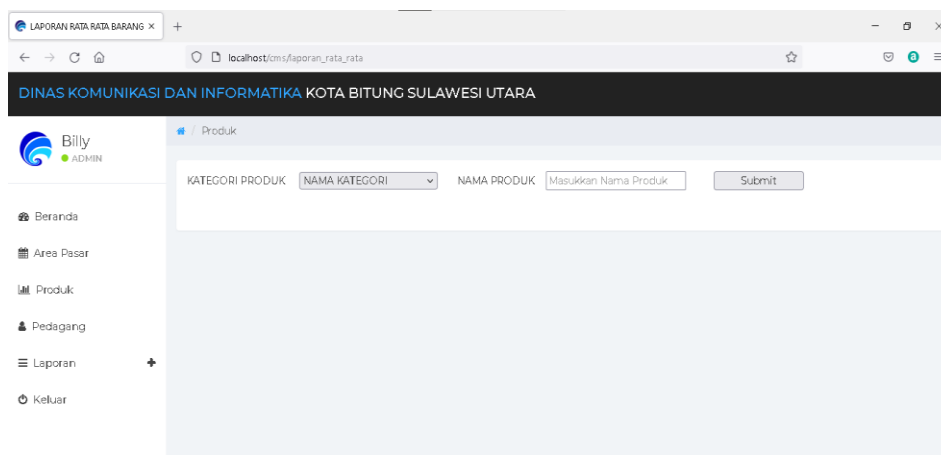 LAPORAN RATA RATA BARANG
localhost/cms/laporan_rata_rata
DINAS KOMUNIKASI DAN INFORMATIKA KOTA BITUNG SULAWESI UTARA
Billy
ADMIN
/ Produk
KATEGORI PRODUK NAMA KATEGORI NAMA PRODUK Masukkan Nama Produk Submit
Beranda
Area Pasar
Produk
Pedagang
Laporan
Keluar